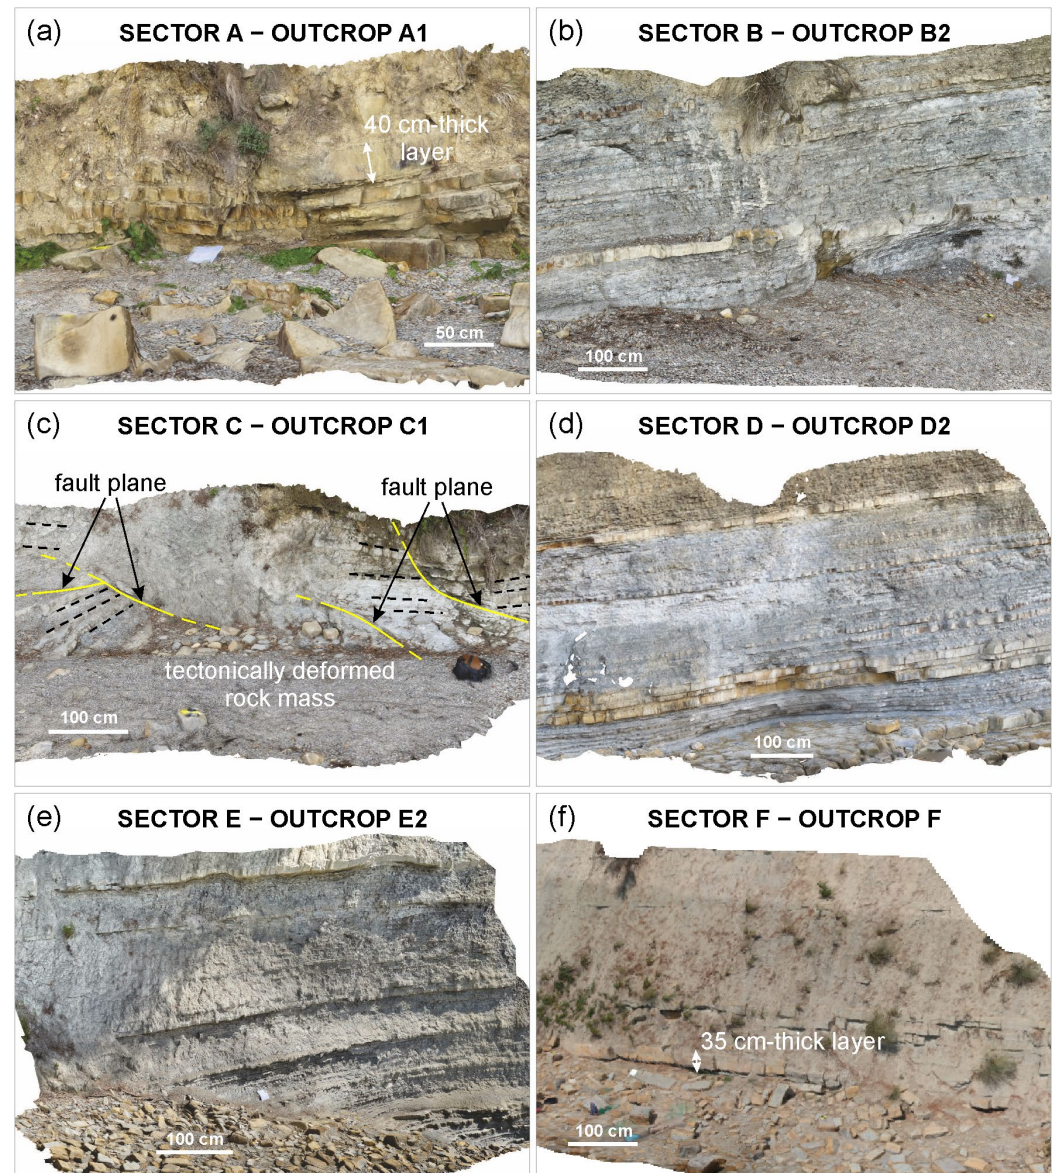 (a) SECTOR A – OUTCROP A1
40 cm-thick
layer
50 cm
(b) SECTOR B – OUTCROP B2
100 cm
(c) SECTOR C – OUTCROP C1
fault plane
fault plane
tectonically deformed
rock mass
100 cm
(d) SECTOR D – OUTCROP D2
100 cm
(e) SECTOR E – OUTCROP E2
100 cm
(f) SECTOR F – OUTCROP F
35 cm-thick layer
100 cm